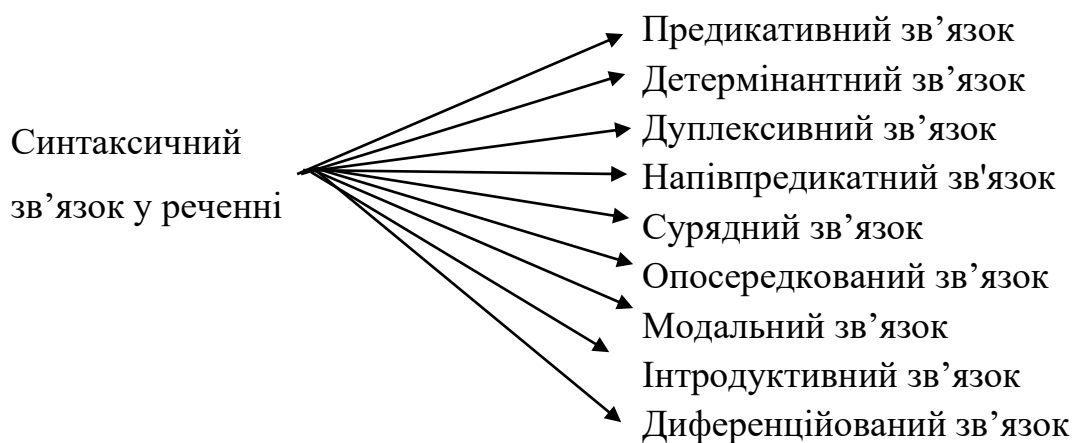 Синтаксичний
зв’язок у реченні
Предикативний зв’язок
Детермінантний зв’язок
Дуплексивний зв’язок
Напівпредикатний зв'язок
Сурядний зв’язок
Опосередкований зв’язок
Модальний зв’язок
Інтродуктивний зв’язок
Диференційований зв’язок